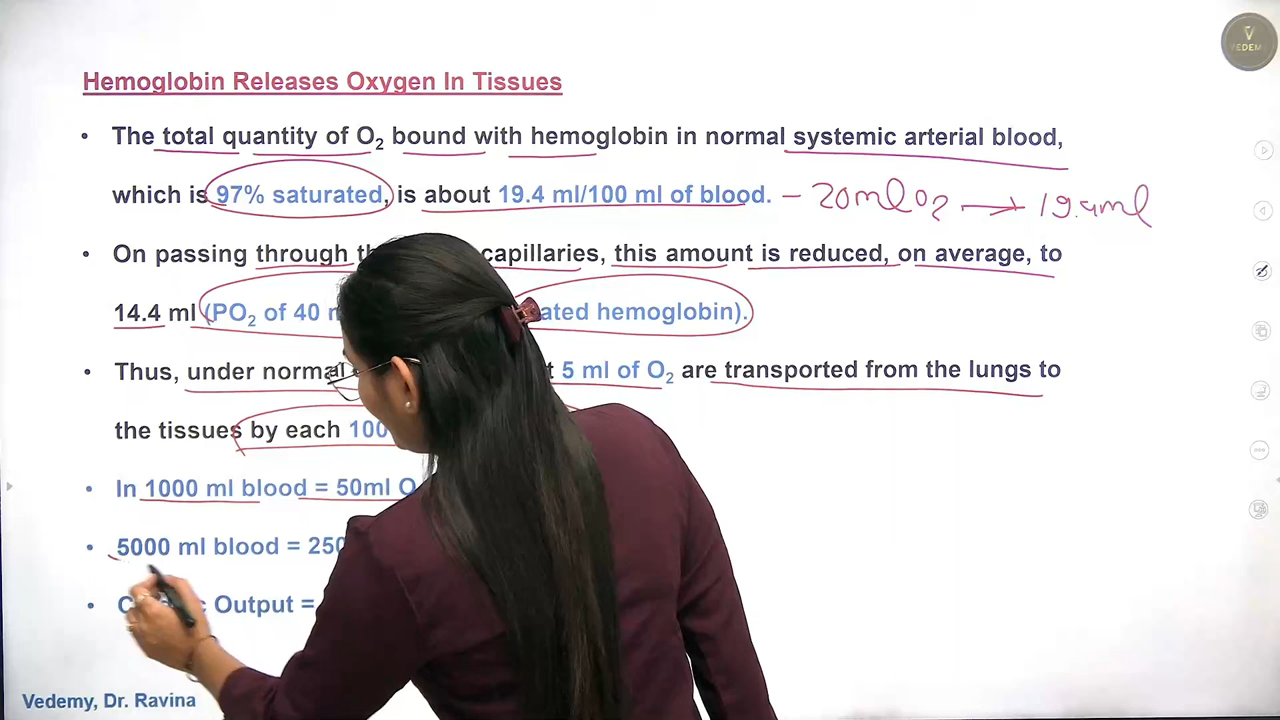 VEDEM
Hemoglobin Releases Oxygen In Tissues
• The total quantity of O2 bound with hemoglobin in normal systemic arterial blood,
which is 97% saturated, is about 19.4 ml/100 ml of blood. – 20ml O2 → 19.4ml
• On passing through capillaries, this amount is reduced, on average, to
14.4 ml (PO2 of 40 hemoglobin).
• Thus, under normal 5 ml of O2 are transported from the lungs to
the tissues by each 100
• In 1000 ml blood = 50ml O
• 5000 ml blood = 250
• Output =
Vedemy, Dr. Ravina